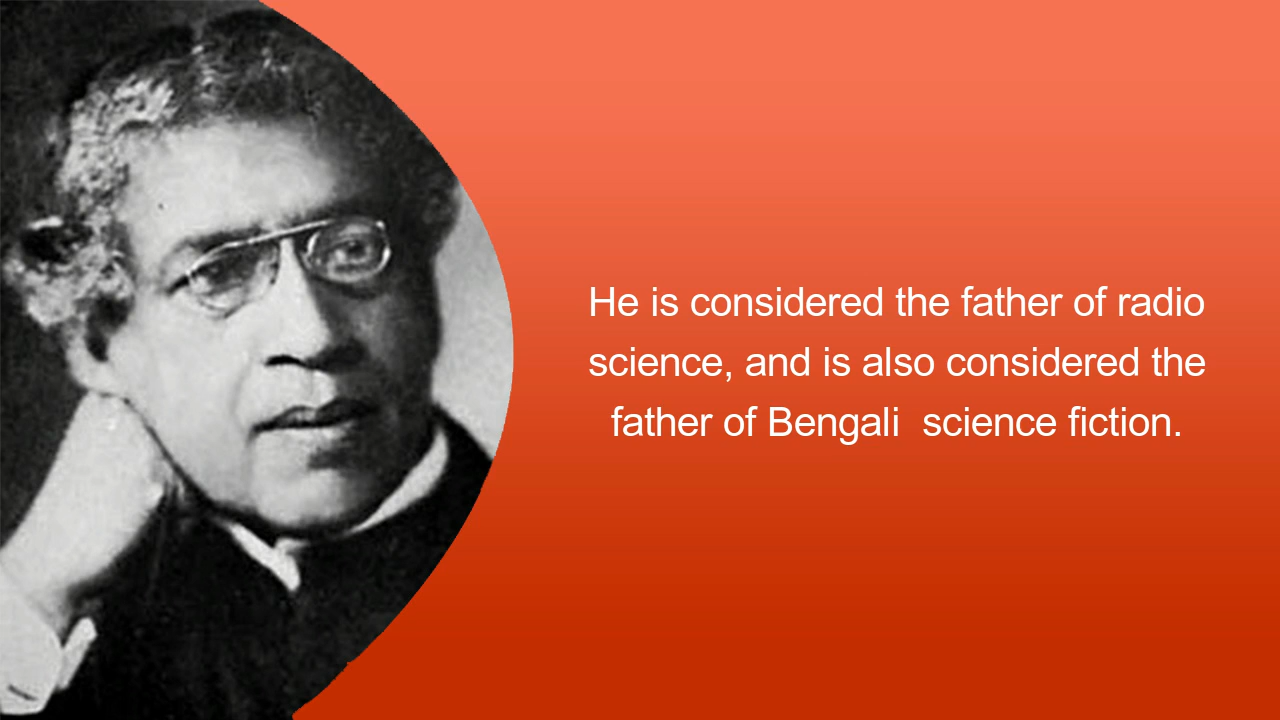 He is considered the father of radio
science, and is also considered the
father of Bengali  science fiction.